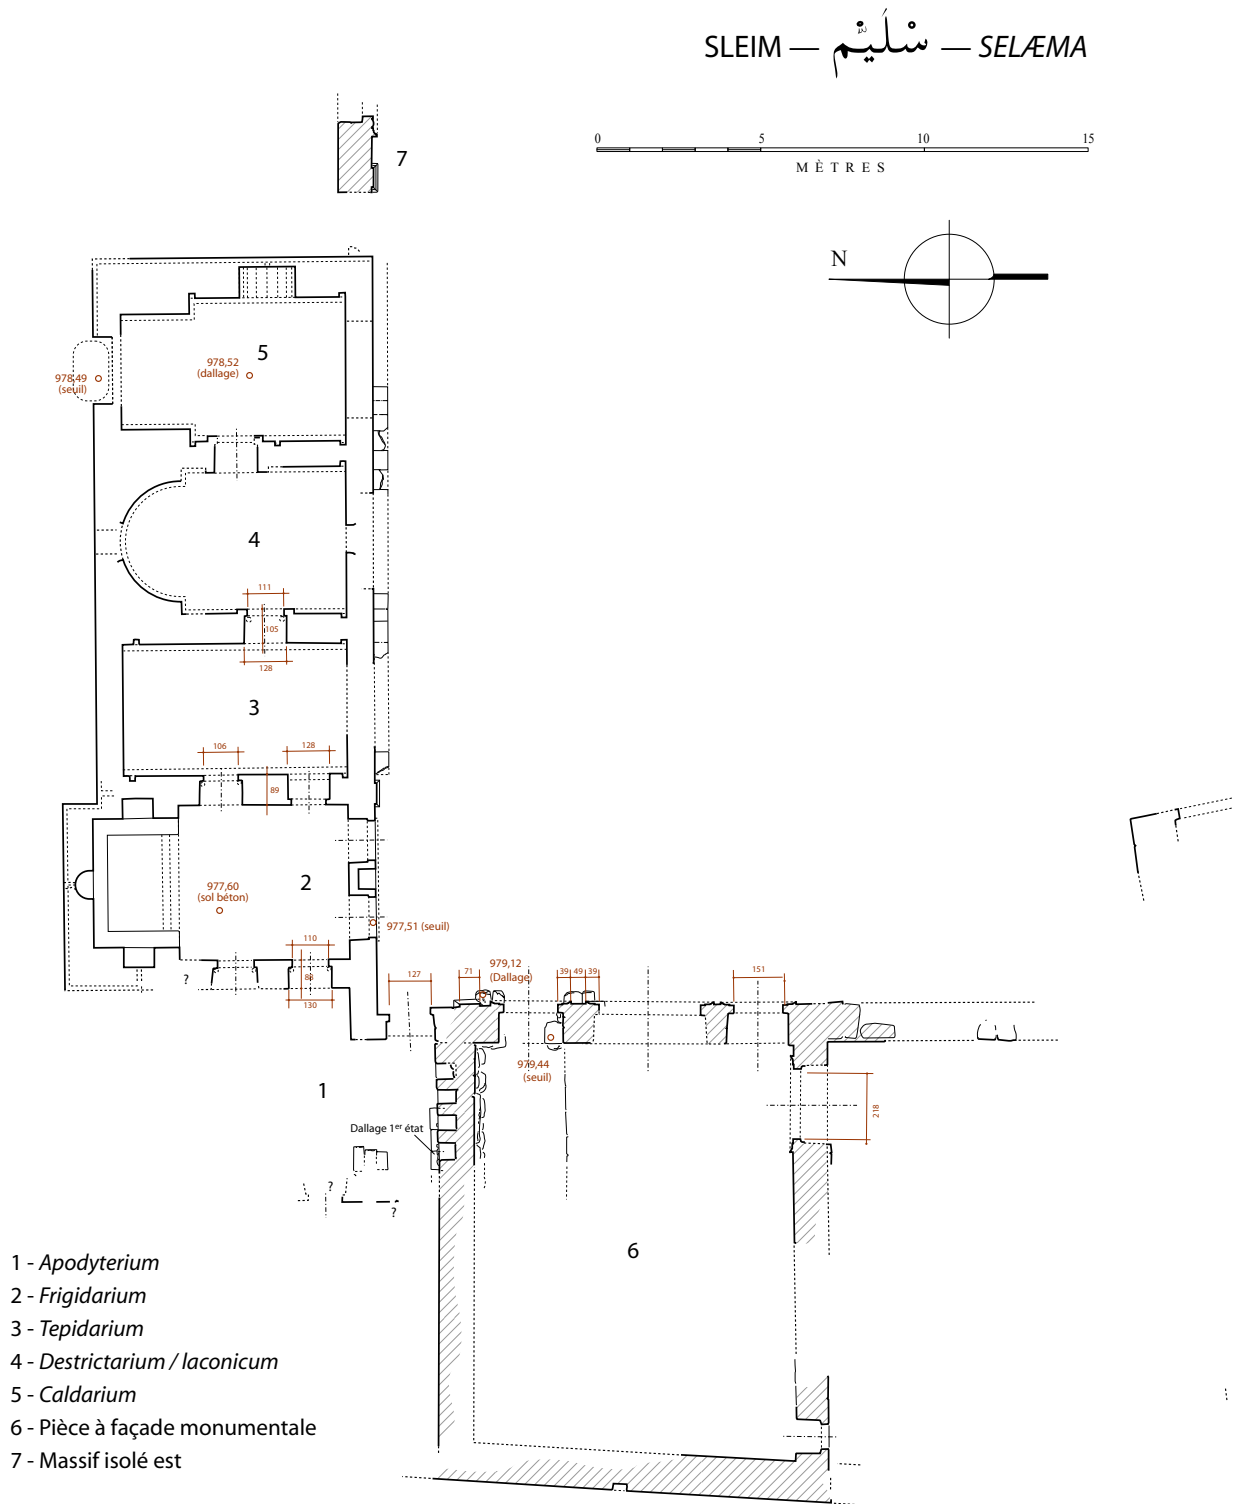 SLEIM — سْلَيْم — SELÆMA
7
0 5 10 15
MÈTRES
N
5
978,52
(dallage)
978,49
(seuil)
4
111
105
128
3
106
128
89
2
977,60
(sol béton)
977,51 (seuil)
110
88
130
?
127
71
979,12
(Dallage)
39
49
39
151
979,44
(seuil)
218
1
Dallage 1er état
?
?
6
1 - Apodyterium
2 - Frigidarium
3 - Tepidarium
4 - Destrictarium / laconicum
5 - Caldarium
6 - Pièce à façade monumentale
7 - Massif isolé est